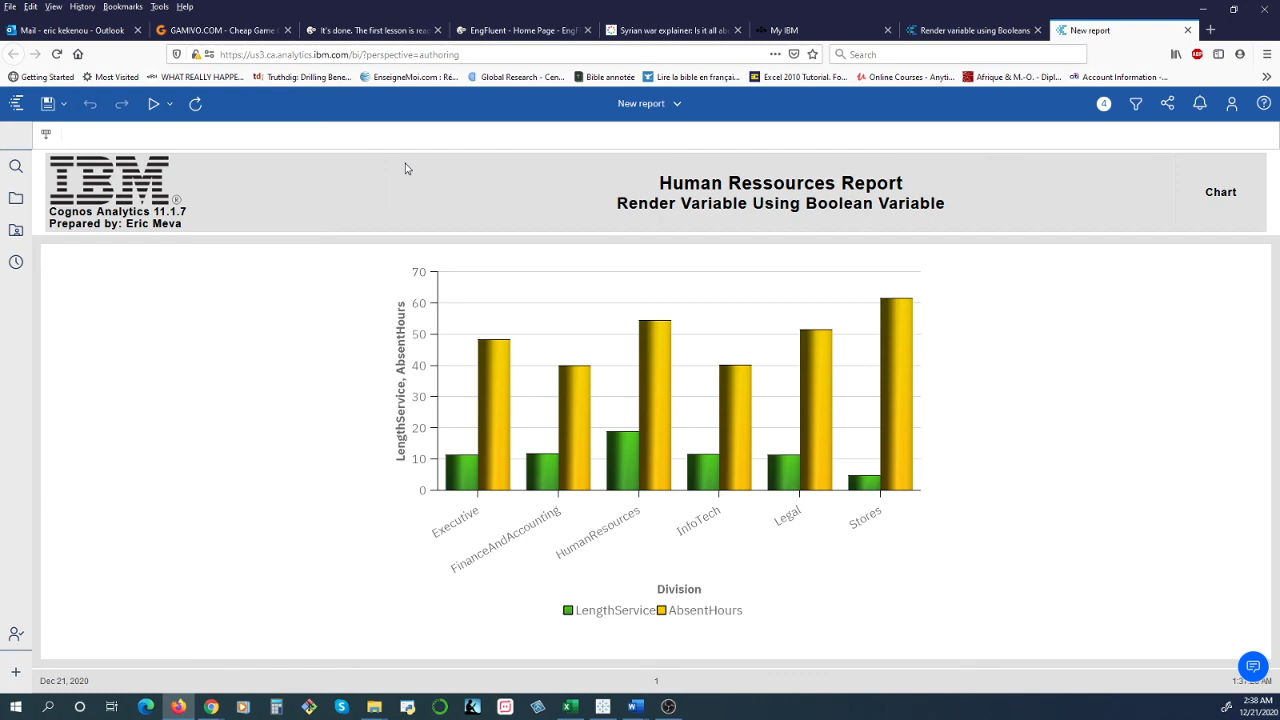 File Edit View History Bookmarks Tools Help
Mail - eric kekenou - Outlook
GAMIVO.COM - Cheap Game
It's done. The first lesson is rea
EngFluent - Home Page - EngF
Syrian war explainer: Is it all ab
My IBM
Render variable using Booleans
New report
https://us3.ca.analytics.ibm.com/bi/?perspective=authoring
Search
Getting Started
Most Visited
WHAT REALLY HAPPE...
Truthdig: Drilling Bene...
EnseigneMoi.com : Ré...
Global Research - Cen...
Bible annotée
Lire la bible en françai...
Excel 2010 Tutorial. Fo...
Online Courses - Anyti...
Afrique & M.-O. - Dipl...
Account Information -...
New report
4
IBM
Cognos Analytics 11.1.7
Prepared by: Eric Meva
Human Ressources Report
Render Variable Using Boolean Variable
Chart
70
60
50
40
30
20
10
0
LengthService, AbsentHours
Executive
FinanceAndAccounting
HumanResources
InfoTech
Legal
Stores
Division
LengthService AbsentHours
Dec 21, 2020
1
2:38 AM
12/21/2020